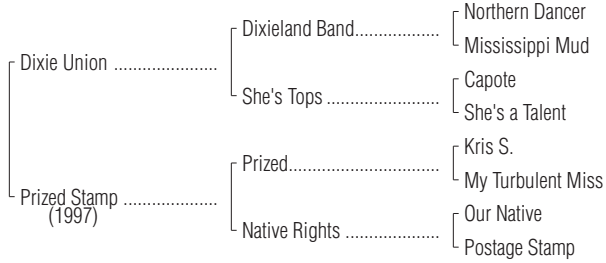 Northern Dancer
Dixieland Band....................
Mississippi Mud
Dixie Union ......................
Capote
She's Tops ..........................
She's a Talent
Kris S.
Prized...................................
My Turbulent Miss
Prized Stamp ....................
(1997)
Our Native
Native Rights ......................
Postage Stamp